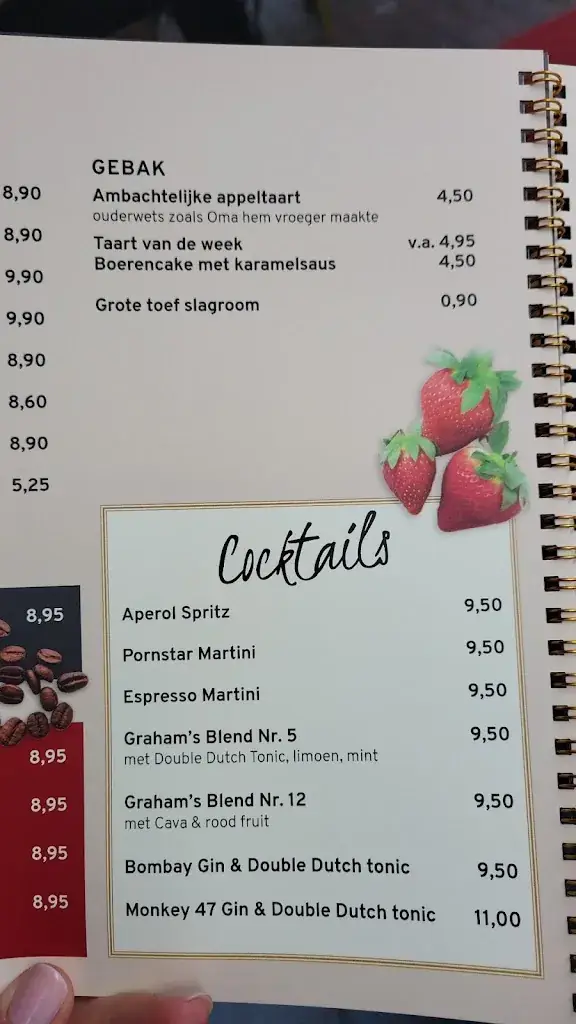 8,90
8,90
9,90
9,90
8,90
8,60
8,90
5,25
8,95
8,95
8,95
8,95
8,95
GEBAK
Ambachtelijke appeltaart 4,50
ouderwets zoals Oma hem vroeger maakte
Taart van de week v.a. 4,95
Boerencake met karamelsaus 4,50
Grote toef slagroom 0,90
Cocktails
Aperol Spritz 9,50
Pornstar Martini 9,50
Espresso Martini 9,50
Graham's Blend Nr. 5 9,50
met Double Dutch Tonic, limoen, mint
Graham's Blend Nr. 12 9,50
met Cava & rood fruit
Bombay Gin & Double Dutch tonic 9,50
Monkey 47 Gin & Double Dutch tonic 11,00